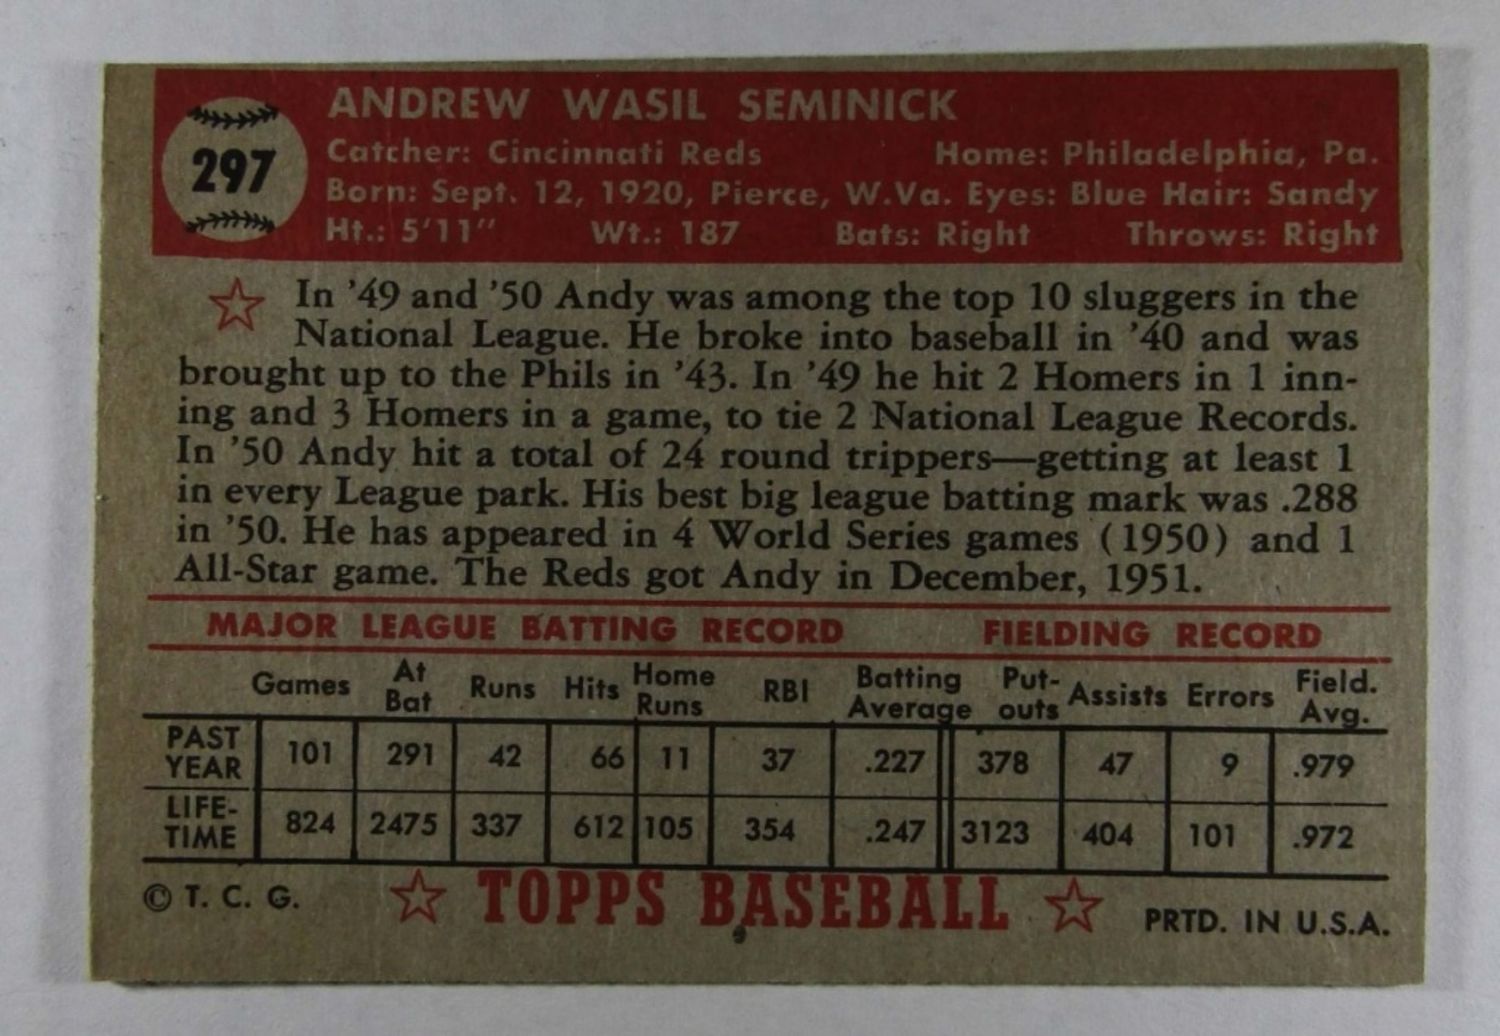 297
ANDREW WASIL SEMINICK
Catcher: Cincinnati Reds Home: Philadelphia, Pa.
Born: Sept. 12, 1920, Pierce, W.Va. Eyes: Blue Hair: Sandy
Ht.: 5'11" Wt.: 187 Bats: Right Throws: Right
In '49 and '50 Andy was among the top 10 sluggers in the
National League. He broke into baseball in '40 and was
brought up to the Phils in '43. In '49 he hit 2 Homers in 1 inn-
ing and 3 Homers in a game, to tie 2 National League Records.
In '50 Andy hit a total of 24 round trippers—getting at least 1
in every League park. His best big league batting mark was .288
in '50. He has appeared in 4 World Series games (1950) and 1
All-Star game. The Reds got Andy in December, 1951.
MAJOR LEAGUE BATTING RECORD FIELDING RECORD
Games At Bat Runs Hits Home Runs RBI Batting Average Put-outs Assists Errors Field. Avg.
PAST YEAR 101 291 42 66 11 37 .227 378 47 9 .979
LIFE-TIME 824 2475 337 612 105 354 .247 3123 404 101 .972
© T. C. G. TOPPS BASEBALL PRTD. IN U.S.A.